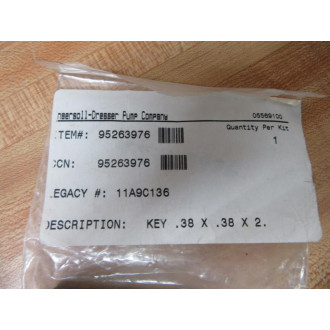 ngersoll-Dresser Pump Company 05569100
TEM#: 95263976 Quantity Per Kit
1
CN: 95263976
EGACY #: 11A9C136
DESCRIPTION: KEY .38 X .38 X 2.